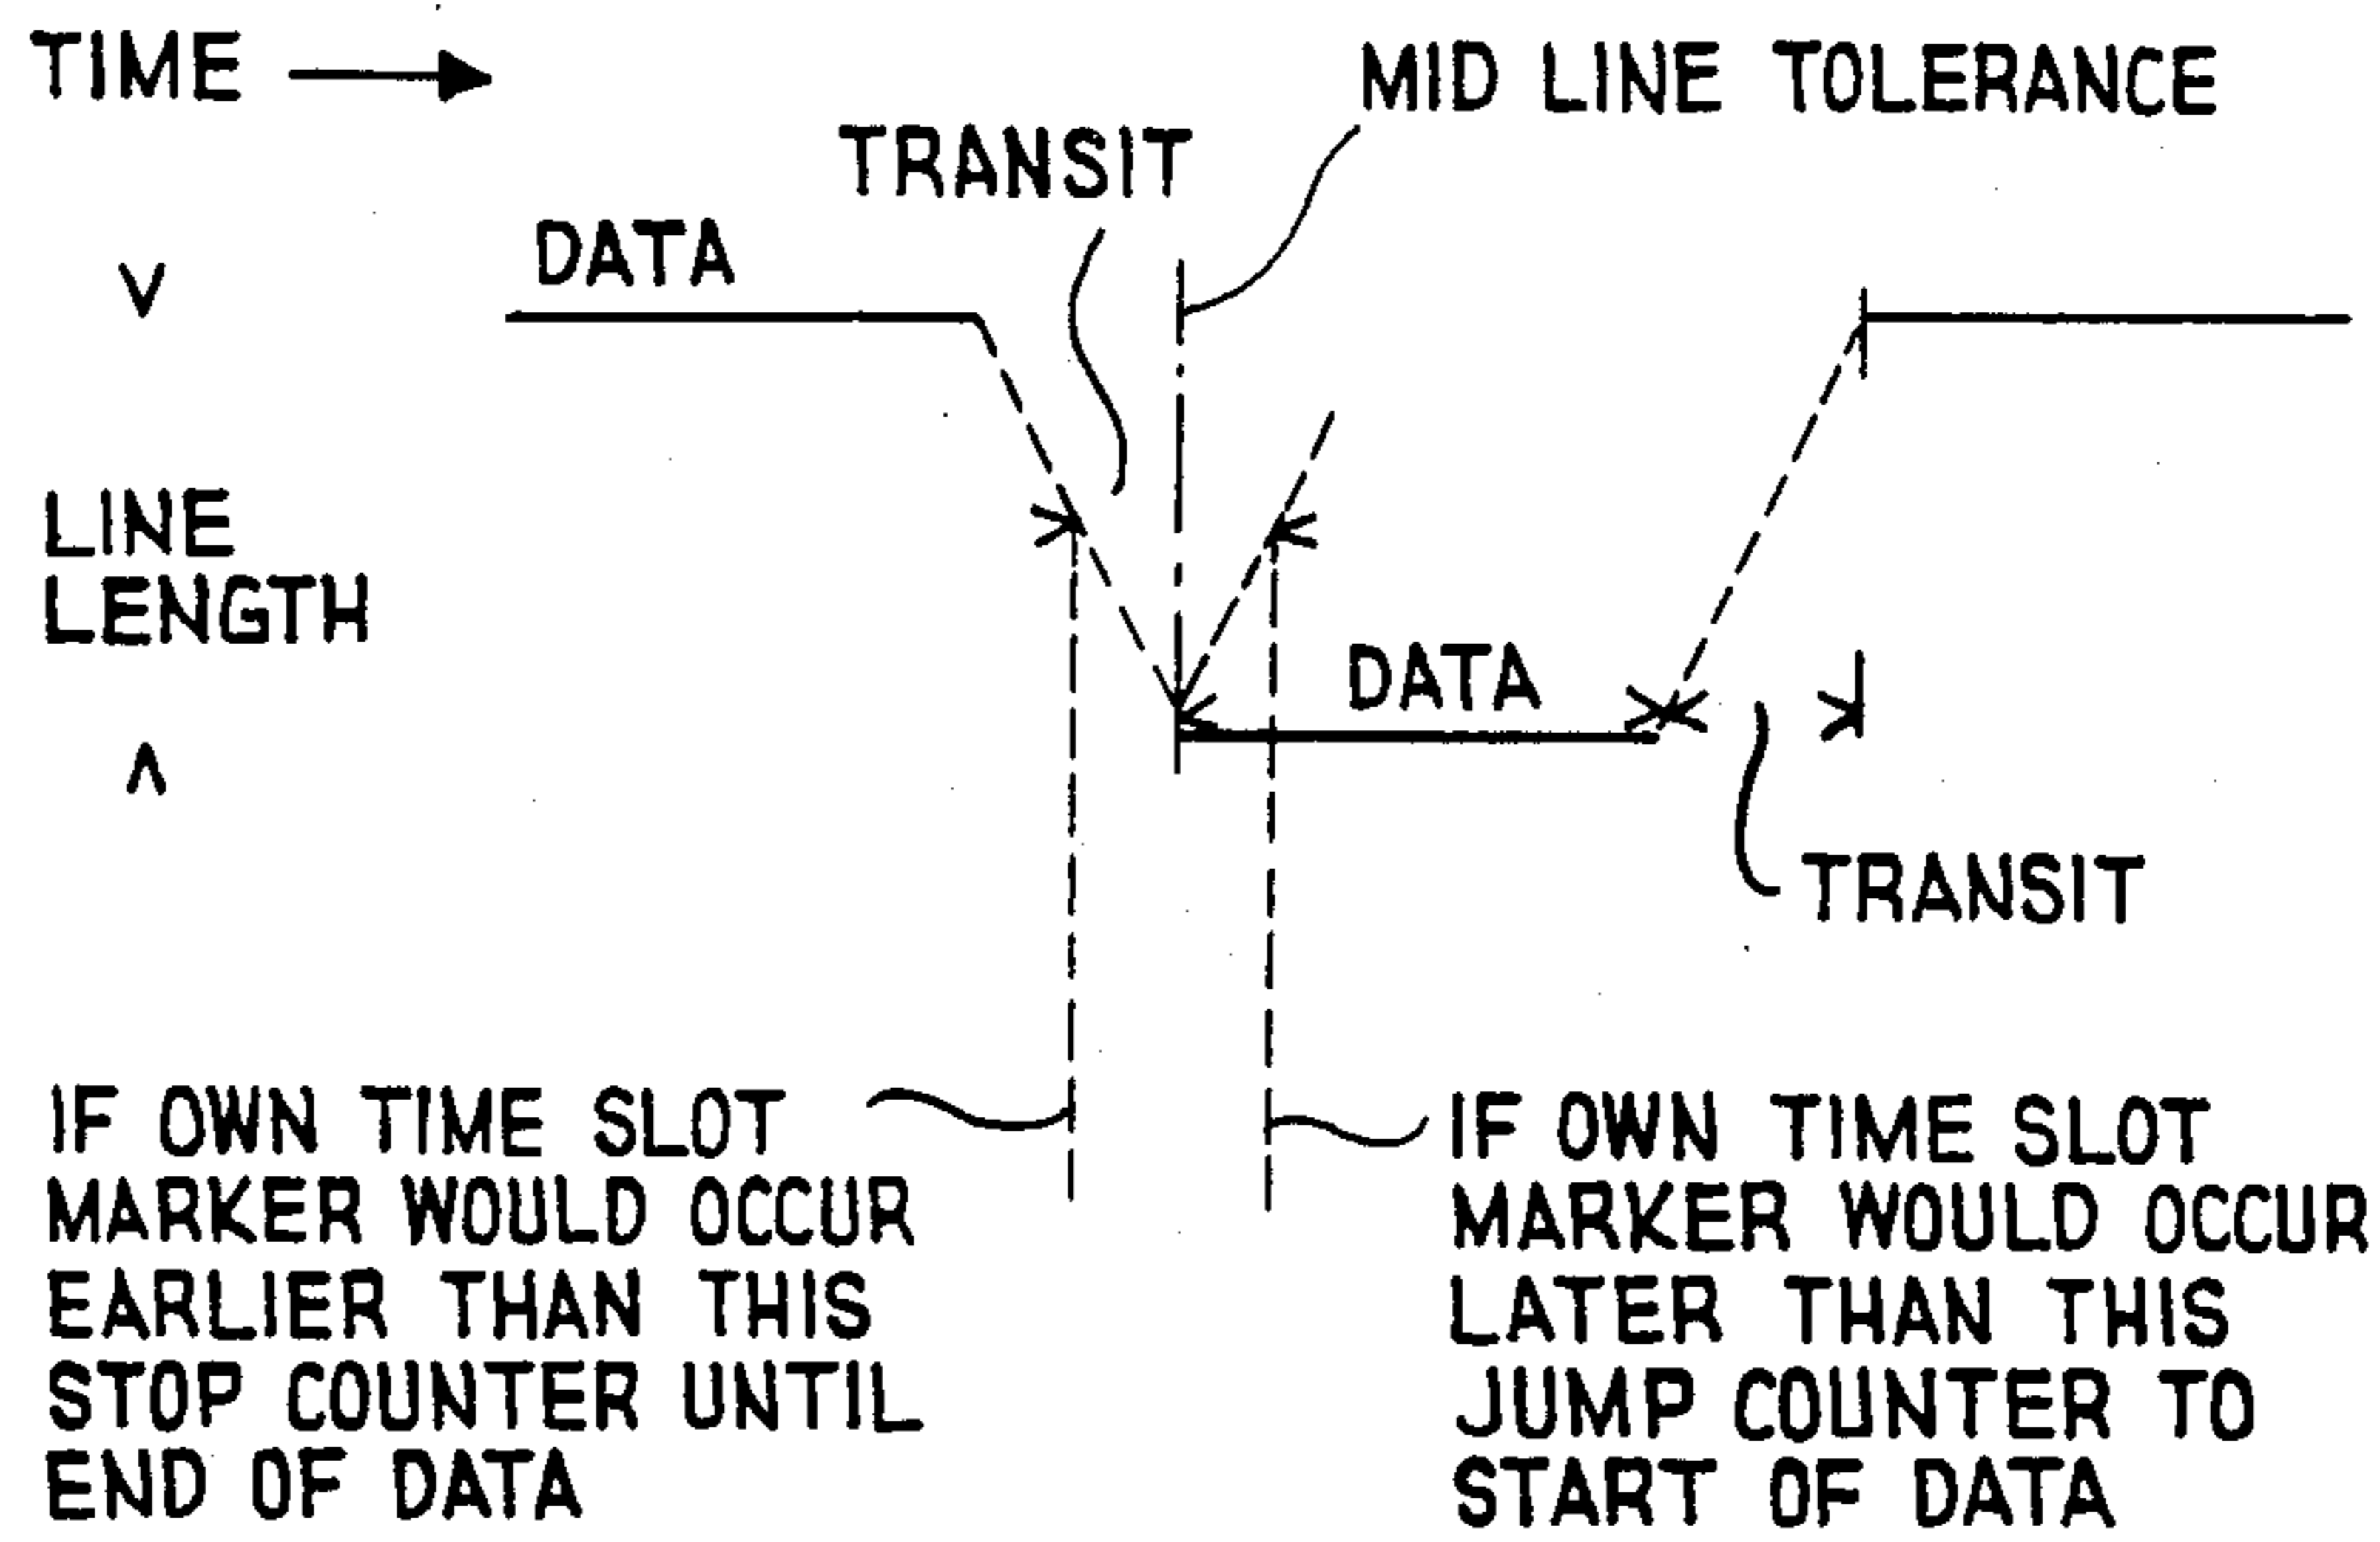 TIME
MID LINE TOLERANCE
TRANSIT
DATA
LINE
LENGTH
DATA
TRANSIT
IF OWN TIME SLOT
MARKER WOULD OCCUR
EARLIER THAN THIS
STOP COUNTER UNTIL
END OF DATA
IF OWN TIME SLOT
MARKER WOULD OCCUR
LATER THAN THIS
JUMP COUNTER TO
START OF DATA